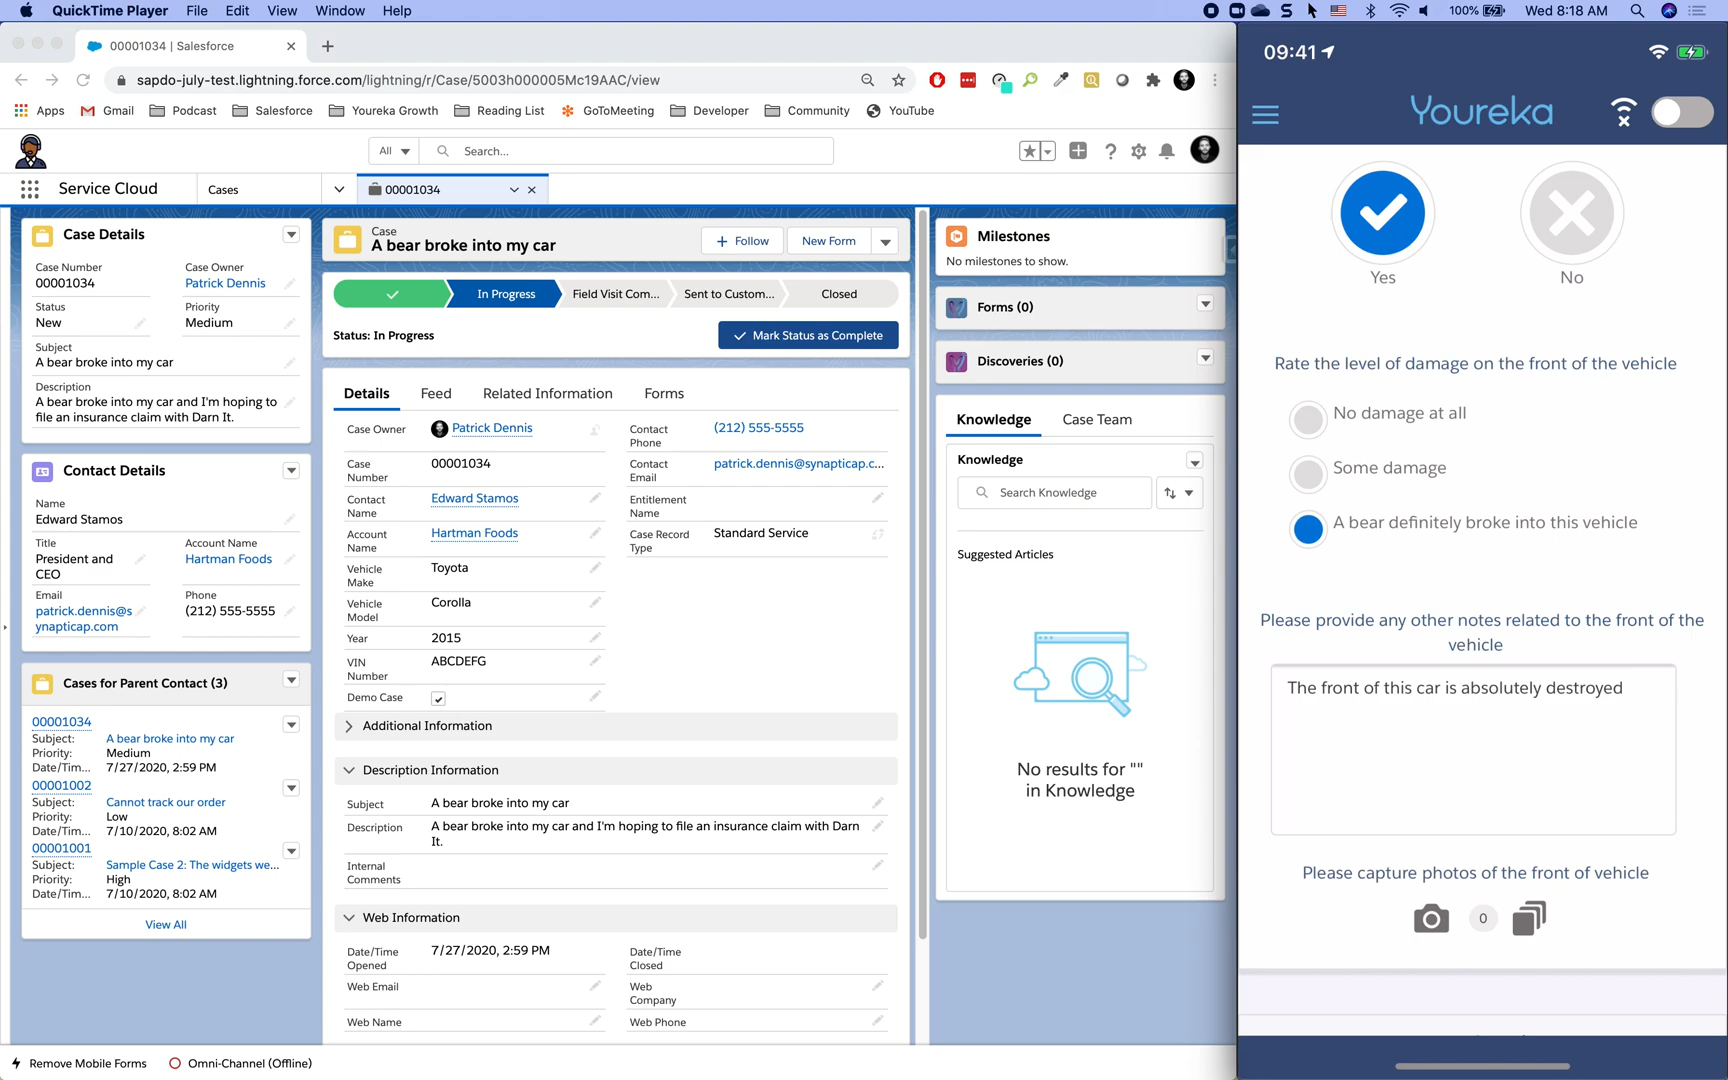 QuickTime Player File Edit View Window Help
100% Wed 8:18 AM
00001034 | Salesforce
sapdo-july-test.lightning.force.com/lightning/r/Case/5003h000005Mc19AAC/view
Apps Gmail Podcast Salesforce Youreka Growth Reading List GoToMeeting Developer Community YouTube
All Search...
Service Cloud Cases 00001034
Case Details
Case Number Case Owner
00001034 Patrick Dennis
Status Priority
New Medium
Subject
A bear broke into my car
Description
A bear broke into my car and I'm hoping to
file an insurance claim with Darn It.
Contact Details
Name
Edward Stamos
Title Account Name
President and Hartman Foods
CEO
Email Phone
patrick.dennis@s (212) 555-5555
ynapticap.com
Cases for Parent Contact (3)
00001034
Subject: A bear broke into my car
Priority: Medium
Date/Tim... 7/27/2020, 2:59 PM
00001002
Subject: Cannot track our order
Priority: Low
Date/Tim... 7/10/2020, 8:02 AM
00001001
Subject: Sample Case 2: The widgets we...
Priority: High
Date/Tim... 7/10/2020, 8:02 AM
View All
Case
A bear broke into my car
Follow New Form
In Progress Field Visit Com... Sent to Custom... Closed
Status: In Progress Mark Status as Complete
Details Feed Related Information Forms
Case Owner Patrick Dennis
Contact (212) 555-5555
Phone
Case 00001034
Number
Contact patrick.dennis@synapticap.c...
Email
Contact Edward Stamos
Name
Entitlement
Name
Account Hartman Foods
Name
Case Record Standard Service
Type
Vehicle Toyota
Make
Vehicle Corolla
Model
Year 2015
VIN ABCDEFG
Number
Demo Case
Additional Information
Description Information
Subject A bear broke into my car
Description A bear broke into my car and I'm hoping to file an insurance claim with Darn
It.
Internal
Comments
Web Information
Date/Time 7/27/2020, 2:59 PM
Opened
Date/Time
Closed
Web Email
Web
Company
Web Name Web Phone
Milestones
No milestones to show.
Forms (0)
Discoveries (0)
Knowledge Case Team
Knowledge
Search Knowledge
Suggested Articles
No results for ""
in Knowledge
Remove Mobile Forms Omni-Channel (Offline)
09:41
Youreka
Yes No
Rate the level of damage on the front of the vehicle
No damage at all
Some damage
A bear definitely broke into this vehicle
Please provide any other notes related to the front of the
vehicle
The front of this car is absolutely destroyed
Please capture photos of the front of vehicle
0